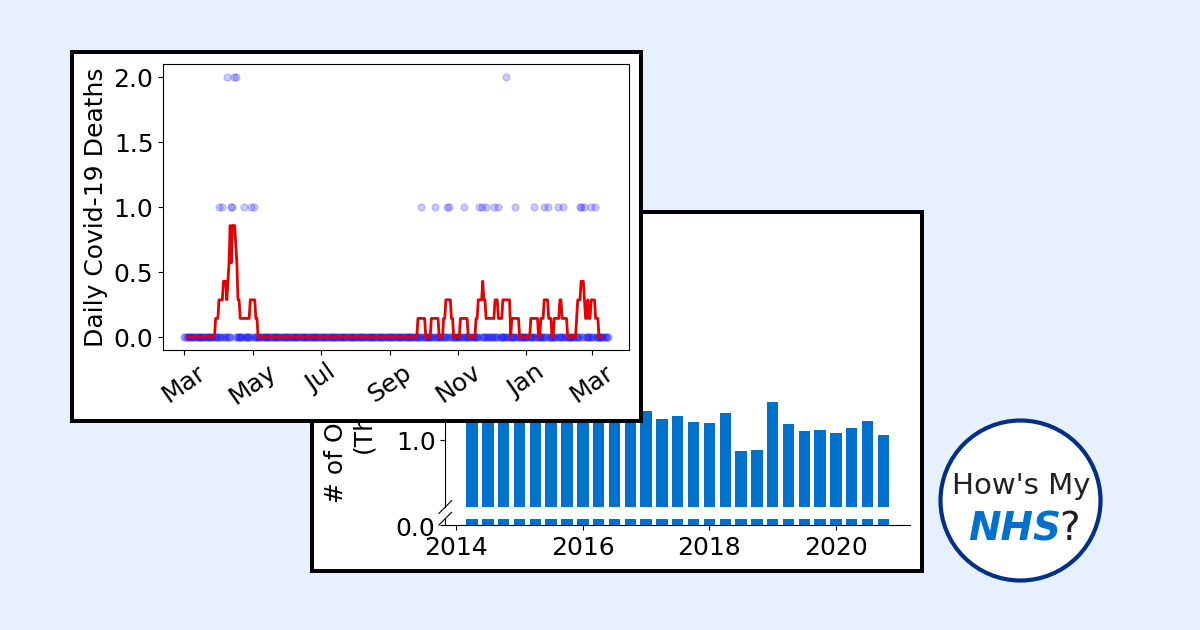 Daily Covid-19 Deaths
2.0
1.5
1.0
0.5
0.0
Mar
May
Jul
Sep
Nov
Jan
Mar
# of O
(Th
1.0
0.0
2014
2016
2018
2020
How's My
NHS?